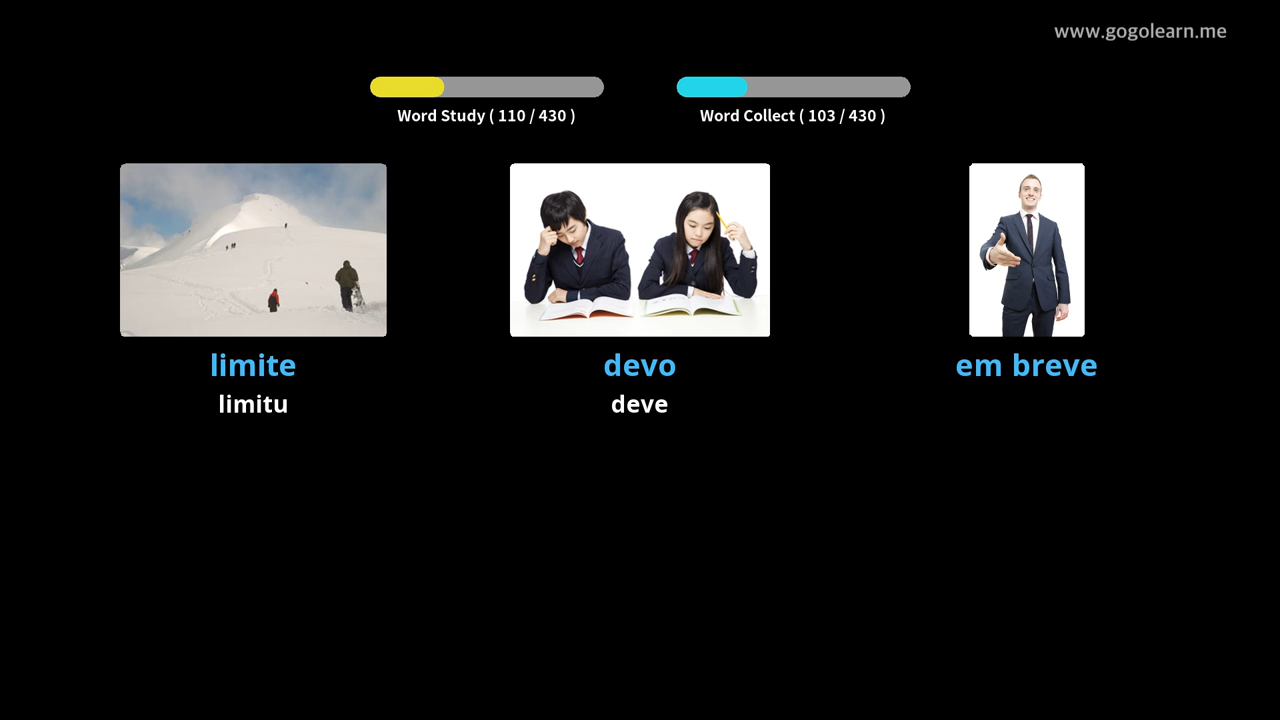 www.gogolearn.me
Word Study ( 110 / 430 )
Word Collect ( 103 / 430 )
limite
limitu
devo
deve
em breve